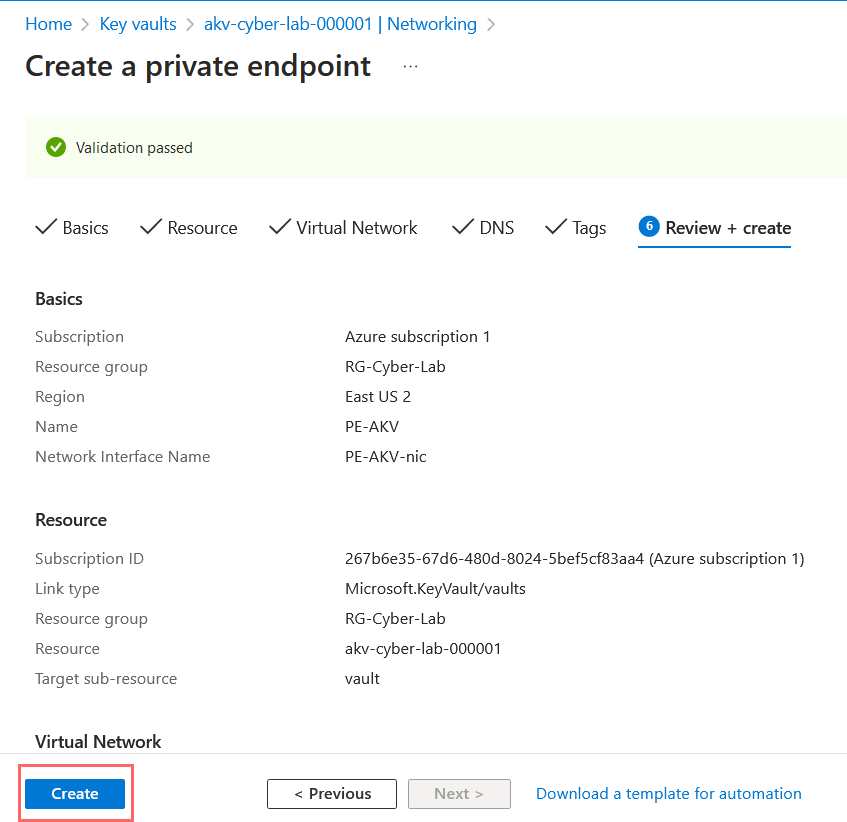 Home > Key vaults > akv-cyber-lab-000001 | Networking >
Create a private endpoint ...
Validation passed
Basics Resource Virtual Network DNS Tags 6 Review + create
Basics
Subscription Azure subscription 1
Resource group RG-Cyber-Lab
Region East US 2
Name PE-AKV
Network Interface Name PE-AKV-nic
Resource
Subscription ID 267b6e35-67d6-480d-8024-5bef5cf83aa4 (Azure subscription 1)
Link type Microsoft.KeyVault/vaults
Resource group RG-Cyber-Lab
Resource akv-cyber-lab-000001
Target sub-resource vault
Virtual Network
Create < Previous Next > Download a template for automation